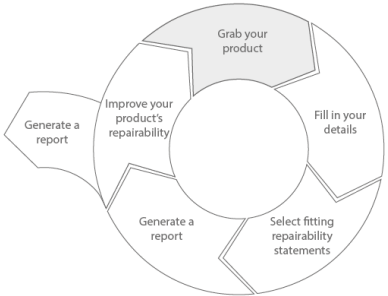 Grab your
product
Fill in your
details
Select fitting
repairability
statements
Generate a
report
Improve your
product's
repairability
Generate a
report